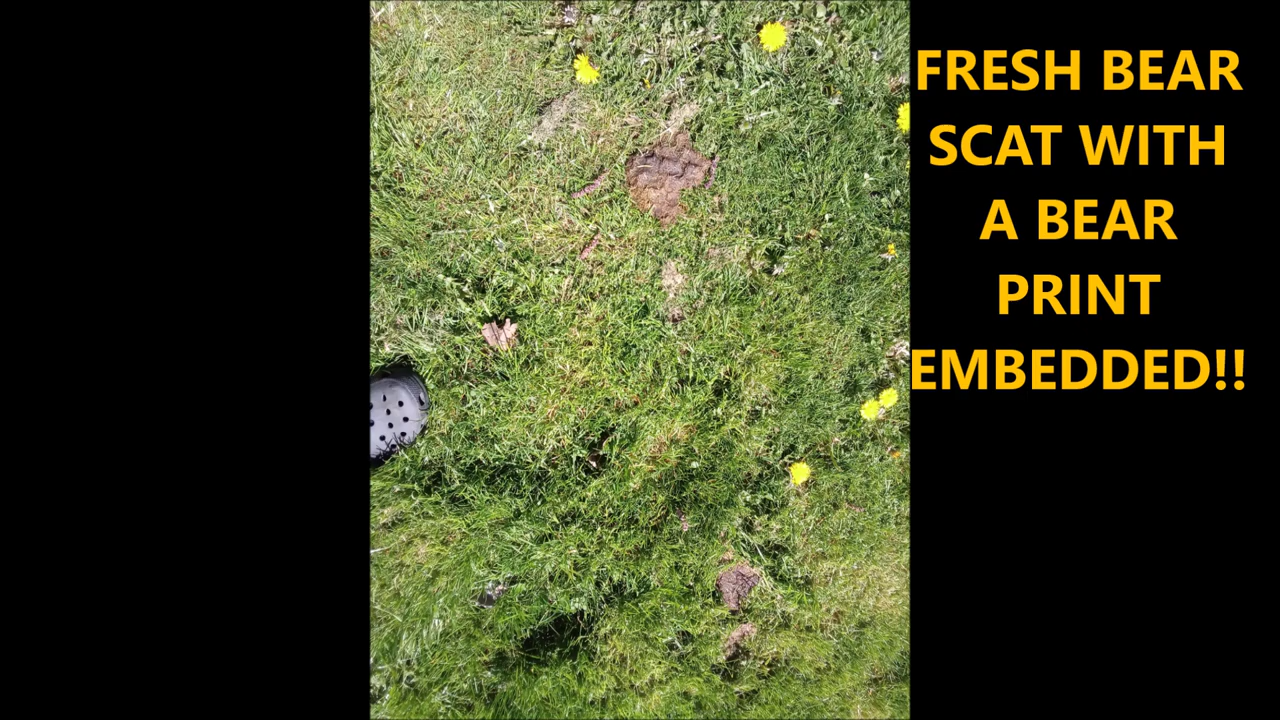 FRESH BEAR
SCAT WITH
A BEAR
PRINT
EMBEDDED!!